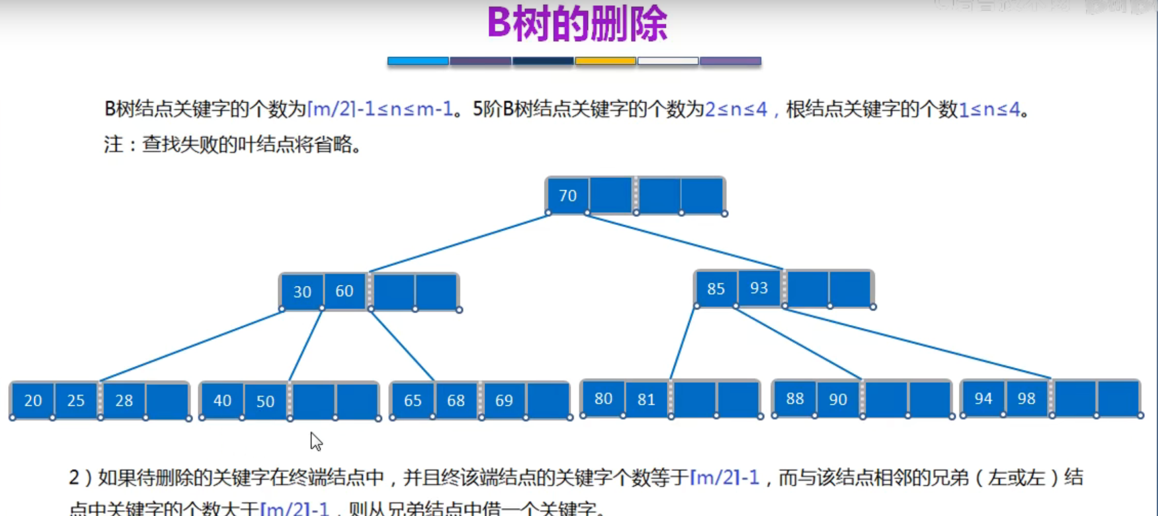 B树的删除
B树结点关键字的个数为⌈m/2⌉-1≤n≤m-1。5阶B树结点关键字的个数为2≤n≤4，根结点关键字的个数1≤n≤4。
注：查找失败的叶结点将省略。
70
30 60 85 93
20 25 28 40 50 65 68 69 80 81 88 90 94 98
2）如果待删除的关键字在终端结点中，并且终该端结点的关键字个数等于⌈m/2⌉-1，而与该结点相邻的兄弟（左或左）结
点中关键字的个数大于⌈m/2⌉-1，则从兄弟结点中借一个关键字。